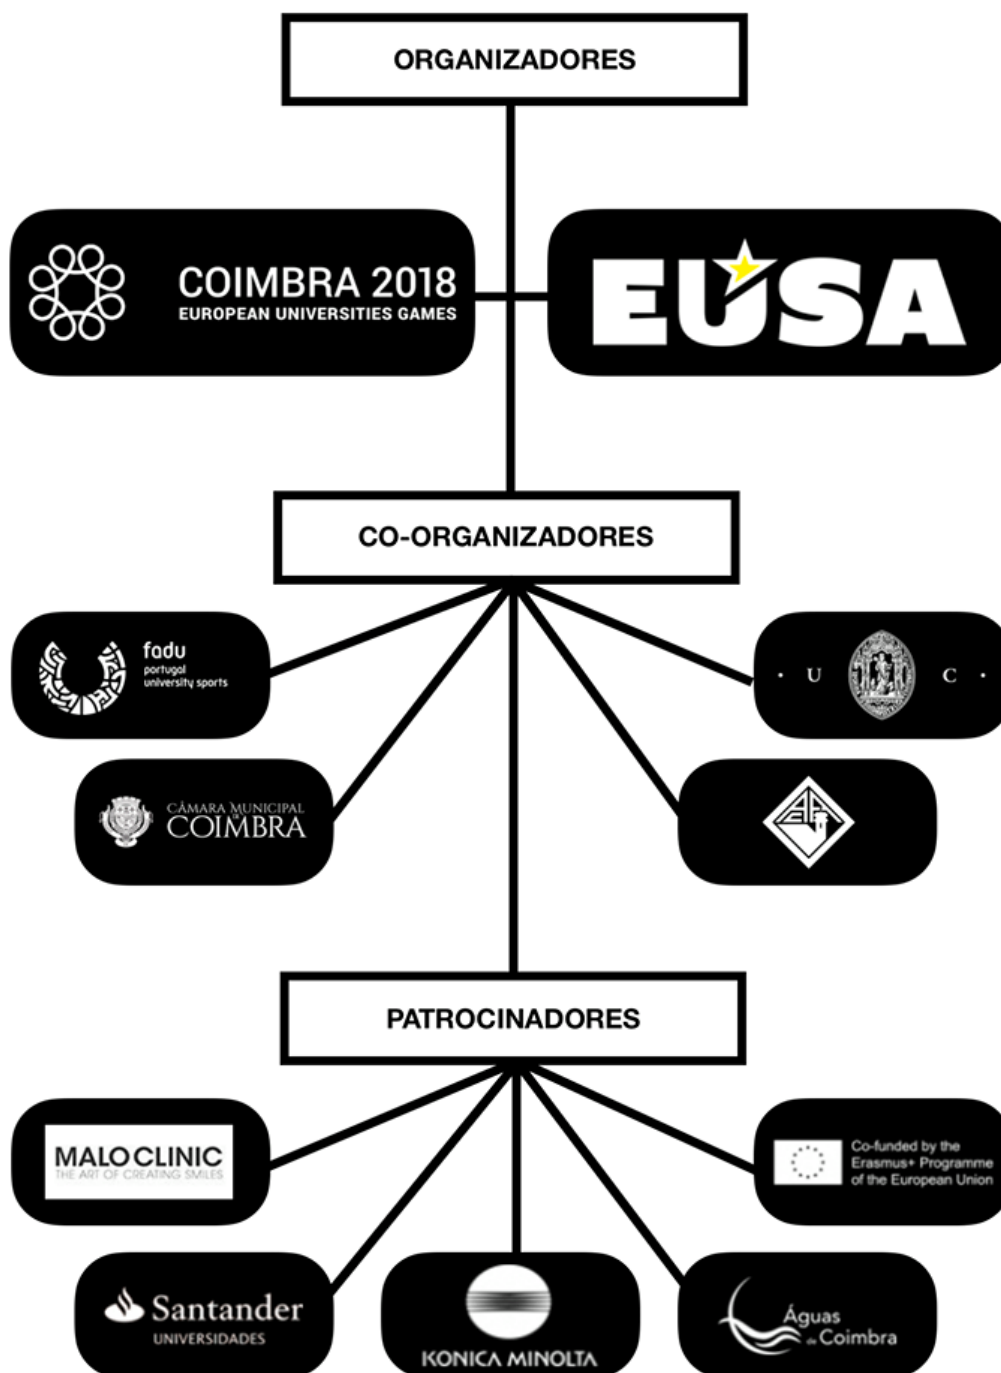 ORGANIZADORES
COIMBRA 2018
EUROPEAN UNIVERSITIES GAMES
EUSA
CO-ORGANIZADORES
fadu
portugal
university sports
· U C ·
CÂMARA MUNICIPAL
DE
COIMBRA
PATROCINADORES
MALO CLINIC
THE ART OF CREATING SMILES
Co-funded by the
Erasmus+ Programme
of the European Union
Santander
UNIVERSIDADES
KONICA MINOLTA
Águas
de Coimbra